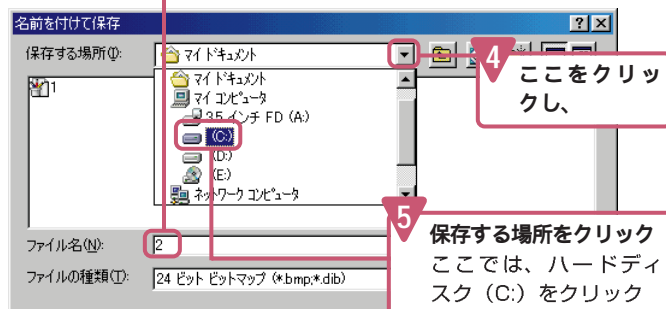 名前を付けて保存
保存する場所(I):
マイ ドキュメント
マイ ドキュメント
マイ コンピュータ
3.5 インチ FD (A:)
(C:)
(D:)
(E:)
ネットワーク コンピュータ
1
4
ここをクリッ
クし、
5
保存する場所をクリック
ここでは、ハードディ
スク（C:）をクリック
ファイル名(N):
2
ファイルの種類(T):
24 ビット ビットマップ (*.bmp;*.dib)